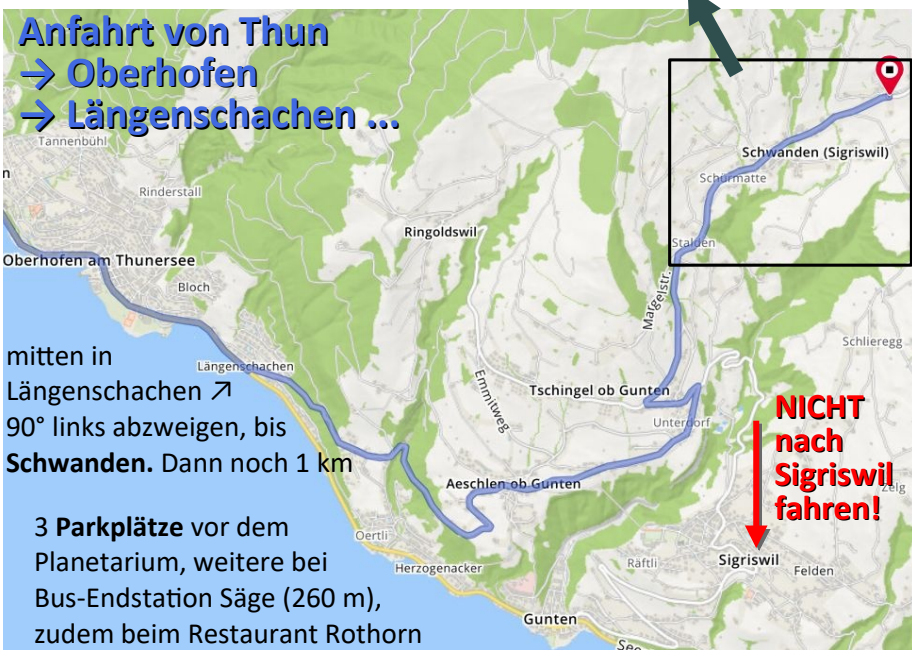 Anfahrt von Thun
→ Oberhofen
→ Längenschachen ...
Tannenbühl
n
Rinderstall
Oberhofen am Thunersee
Bloch
Längenschachen
Ringoldswil
Emmitweg
Schwanden (Sigriswil)
Schürmatte
Stalden
Margelstr.
Schlieregg
Tschingel ob Gunten
Unterdorf
mitten in
Längenschachen ↗
90° links abzweigen, bis
Schwanden. Dann noch 1 km
NICHT
nach
Sigriswil
fahren!
Zelg
Aeschlen ob Gunten
Oertli
Herzogenacker
Räftli
Sigriswil
Felden
Gunten
See
3 Parkplätze vor dem
Planetarium, weitere bei
Bus-Endstation Säge (260 m),
zudem beim Restaurant Rothorn